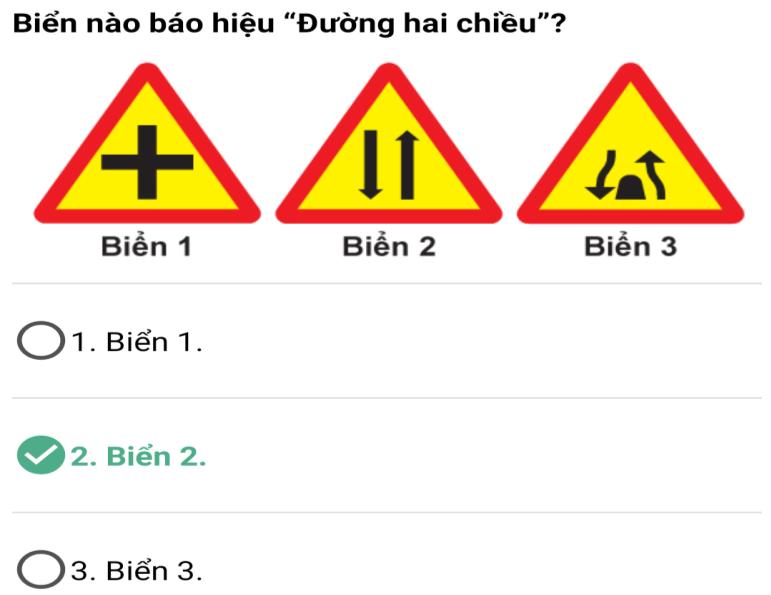 Biển nào báo hiệu “Đường hai chiều”?
Biển 1 Biển 2 Biển 3
1. Biển 1.
2. Biển 2.
3. Biển 3.